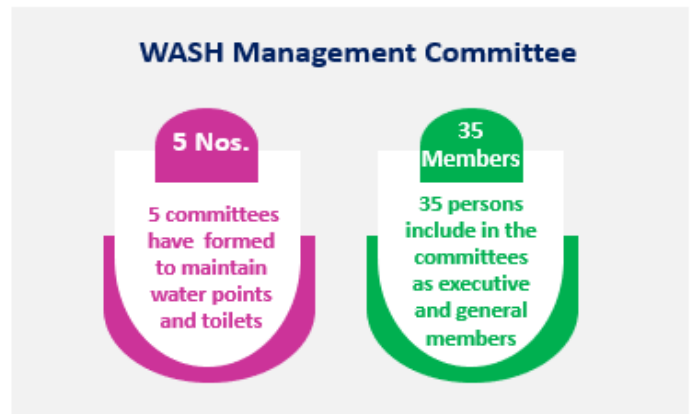 WASH Management Committee
5 Nos.
5 committees
have formed
to maintain
water points
and toilets
35
Members
35 persons
include in the
committees
as executive
and general
members